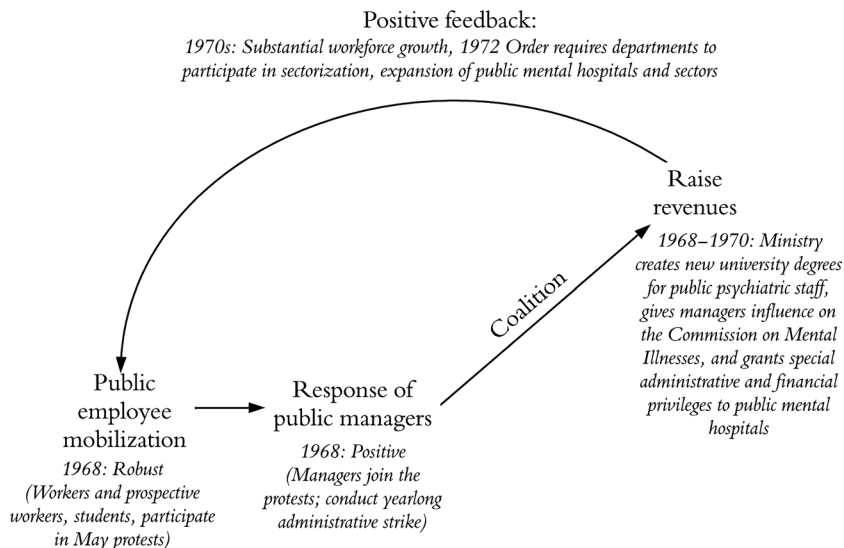 Positive feedback:
1970s: Substantial workforce growth, 1972 Order requires departments to
participate in sectorization, expansion of public mental hospitals and sectors
Raise
revenues
1968–1970: Ministry
creates new university degrees
for public psychiatric staff,
gives managers influence on
the Commission on Mental
Illnesses, and grants special
administrative and financial
privileges to public mental
hospitals
Coalition
Public
employee
mobilization
1968: Robust
(Workers and prospective
workers, students, participate
in May protests)
Response of
public managers
1968: Positive
(Managers join the
protests; conduct yearlong
administrative strike)